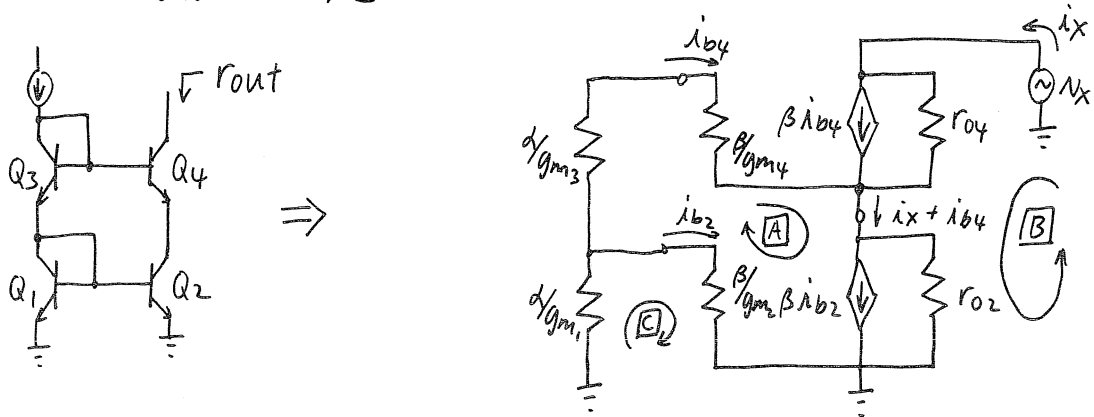 rout
Q3
Q4
Q1
Q2
⇒
ib4
ix
α/gm3
β/gm4
βib4
ro4
vx
ib2
A
ix + ib4
B
α/gm1
C
β/gm2
βib2
ro2